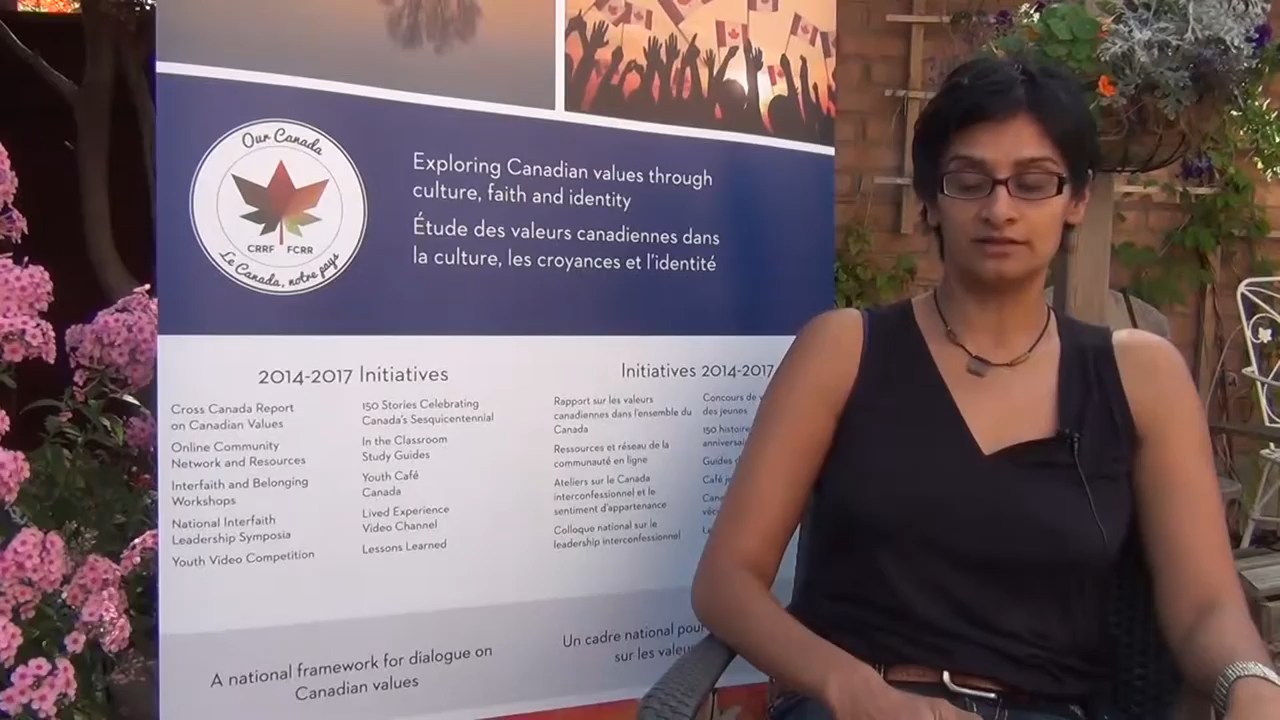 Our Canada
CRRF FCRR
Le Canada, notre pays
Exploring Canadian values through
culture, faith and identity
Étude des valeurs canadiennes dans
la culture, les croyances et l'identité
2014-2017 Initiatives
Cross Canada Report
on Canadian Values
Online Community
Network and Resources
Interfaith and Belonging
Workshops
National Interfaith
Leadership Symposia
Youth Video Competition
150 Stories Celebrating
Canada's Sesquicentennial
In the Classroom
Study Guides
Youth Café
Canada
Lived Experience
Video Channel
Lessons Learned
Initiatives 2014-2017
Rapport sur les valeurs
canadiennes dans l'ensemble du
Canada
Ressources et réseau de la
communauté en ligne
Ateliers sur le Canada
interconfessionnel et le
sentiment d'appartenance
Colloque national sur le
leadership interconfessionnel
Concours de
des jeunes
150
Guides
Café
A national framework for dialogue on
Canadian values
Un cadre national
sur les